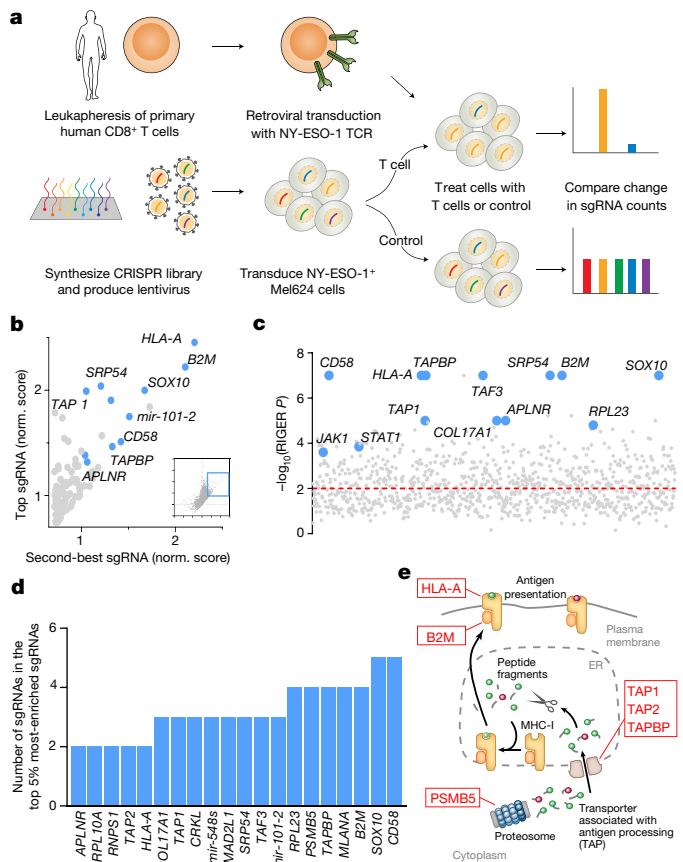 a
Leukapheresis of primary
human CD8+ T cells
Retroviral transduction
with NY-ESO-1 TCR
T cell
Treat cells with
T cells or control
Compare change
in sgRNA counts
Control
Synthesize CRISPR library
and produce lentivirus
Transduce NY-ESO-1+
Mel624 cells
b
Top sgRNA (norm. score)
2
1
HLA-A
B2M
SRP54
SOX10
TAP 1
mir-101-2
CD58
TAPBP
APLNR
1
2
Second-best sgRNA (norm. score)
c
–log10(RIGER P)
8
6
4
2
0
CD58
TAPBP
HLA-A
TAF3
SRP54
B2M
SOX10
TAP1
COL17A1
APLNR
RPL23
JAK1
STAT1
d
Number of sgRNAs in the
top 5% most-enriched sgRNAs
6
4
2
0
APLNR
RPL10A
RNPS1
TAP2
HLA-A
OL17A1
TAP1
CRKL
mir-548s
MAD2L1
SRP54
TAF3
mir-101-2
RPL23
PSMB5
TAPBP
MLANA
B2M
SOX10
CD58
e
HLA-A
Antigen
presentation
B2M
Plasma
membrane
ER
Peptide
fragments
TAP1
TAP2
TAPBP
MHC-I
PSMB5
Proteosome
Transporter
associated with
antigen processing
(TAP)
Cytoplasm